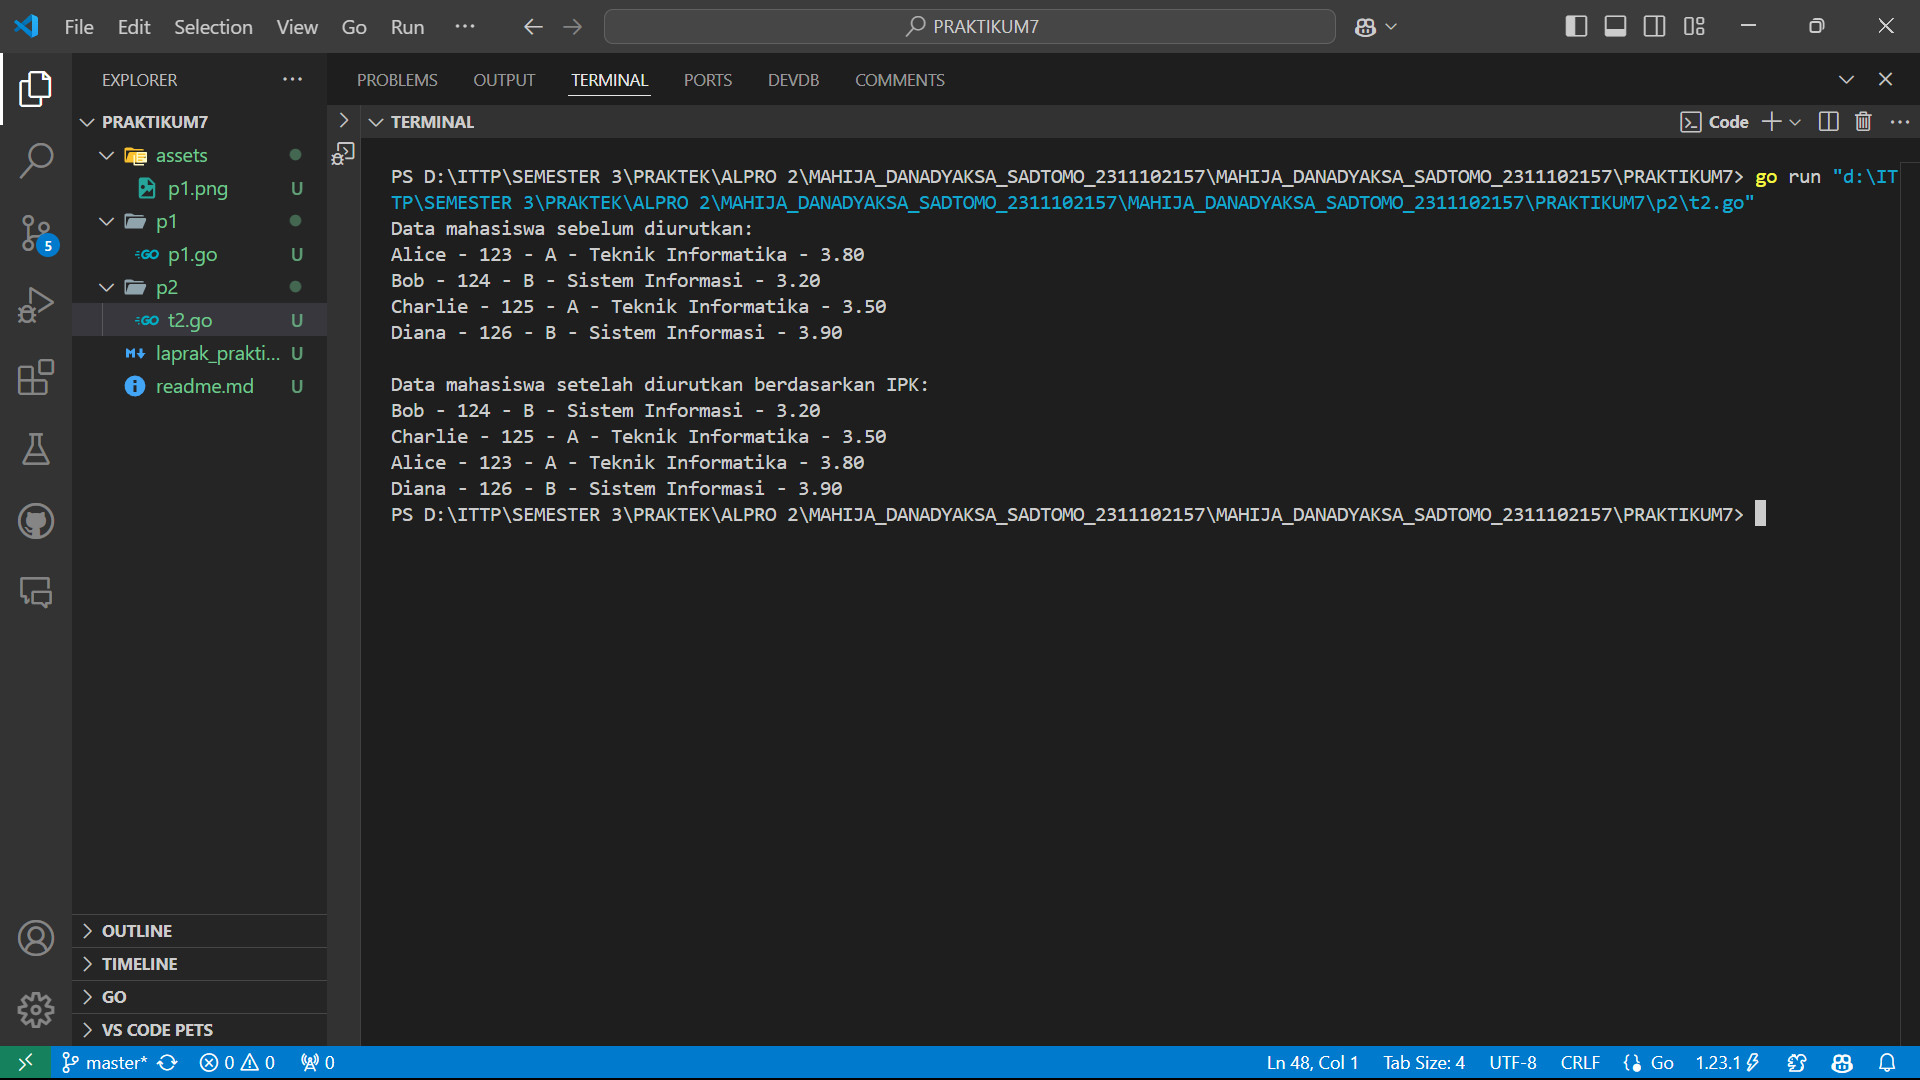 File Edit Selection View Go Run ··· PRAKTIKUM7
EXPLORER ···
PROBLEMS OUTPUT TERMINAL PORTS DEVDB COMMENTS
PRAKTIKUM7
assets
p1.png U
p1
p1.go U
p2
t2.go U
laprak_prakti... U
readme.md U
5
TERMINAL
Code
PS D:\ITTP\SEMESTER 3\PRAKTEK\ALPRO 2\MAHIJA_DANADYAKSA_SADTOMO_2311102157\MAHIJA_DANADYAKSA_SADTOMO_2311102157\PRAKTIKUM7> go run "d:\IT
TP\SEMESTER 3\PRAKTEK\ALPRO 2\MAHIJA_DANADYAKSA_SADTOMO_2311102157\MAHIJA_DANADYAKSA_SADTOMO_2311102157\PRAKTIKUM7\p2\t2.go"
Data mahasiswa sebelum diurutkan:
Alice - 123 - A - Teknik Informatika - 3.80
Bob - 124 - B - Sistem Informasi - 3.20
Charlie - 125 - A - Teknik Informatika - 3.50
Diana - 126 - B - Sistem Informasi - 3.90
Data mahasiswa setelah diurutkan berdasarkan IPK:
Bob - 124 - B - Sistem Informasi - 3.20
Charlie - 125 - A - Teknik Informatika - 3.50
Alice - 123 - A - Teknik Informatika - 3.80
Diana - 126 - B - Sistem Informasi - 3.90
PS D:\ITTP\SEMESTER 3\PRAKTEK\ALPRO 2\MAHIJA_DANADYAKSA_SADTOMO_2311102157\MAHIJA_DANADYAKSA_SADTOMO_2311102157\PRAKTIKUM7>
OUTLINE
TIMELINE
GO
VS CODE PETS
master* 0 0 0 Ln 48, Col 1 Tab Size: 4 UTF-8 CRLF Go 1.23.1